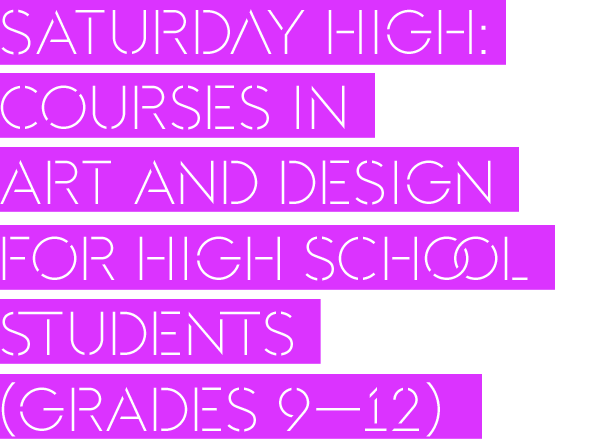 SATURDAY HIGH:
COURSES IN
ART AND DESIGN
FOR HIGH SCHOOL
STUDENTS
(GRADES 9—12)